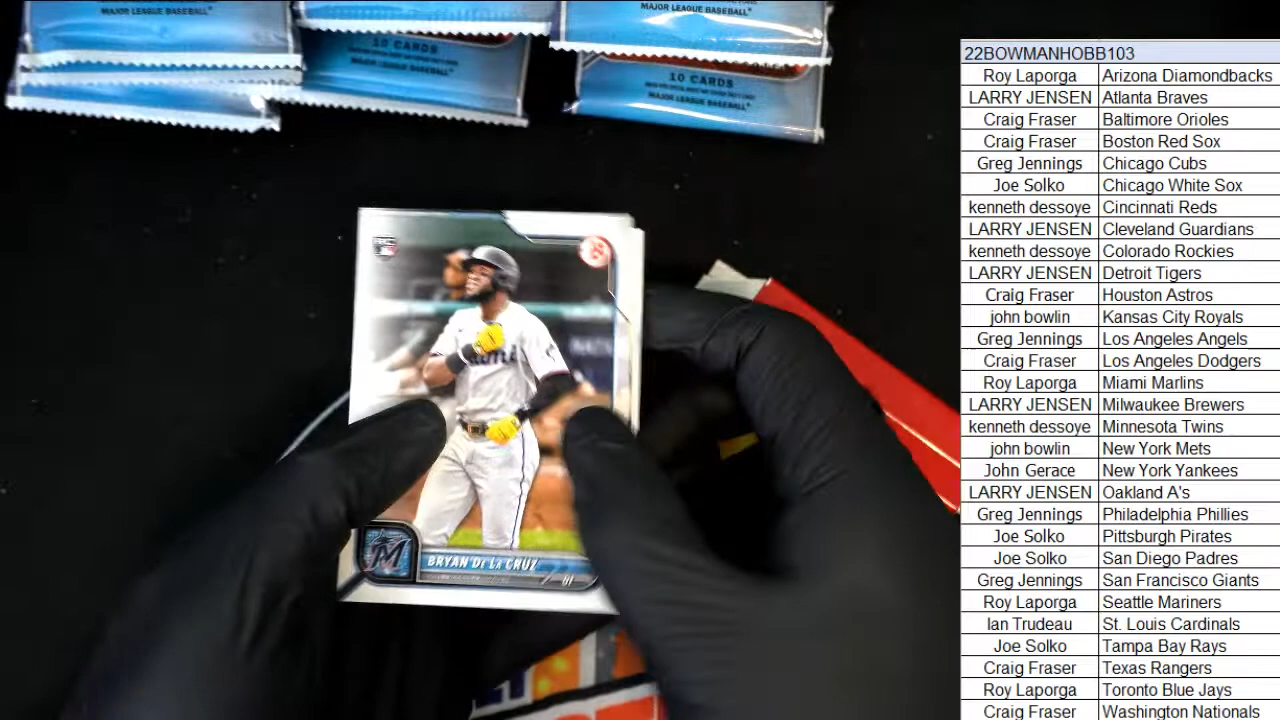 MAJOR LEAGUE BASEBALL
MAJOR LEAGUE BASEBALL
10 CARDS
MAJOR LEAGUE BASEBALL
10 CARDS
MAJOR LEAGUE BASEBALL
RC
BRYAN DE LA CRUZ
OF
22BOWMANHOBB103
Roy Laporga Arizona Diamondbacks
LARRY JENSEN Atlanta Braves
Craig Fraser Baltimore Orioles
Craig Fraser Boston Red Sox
Greg Jennings Chicago Cubs
Joe Solko Chicago White Sox
kenneth dessoye Cincinnati Reds
LARRY JENSEN Cleveland Guardians
kenneth dessoye Colorado Rockies
LARRY JENSEN Detroit Tigers
Craig Fraser Houston Astros
john bowlin Kansas City Royals
Greg Jennings Los Angeles Angels
Craig Fraser Los Angeles Dodgers
Roy Laporga Miami Marlins
LARRY JENSEN Milwaukee Brewers
kenneth dessoye Minnesota Twins
john bowlin New York Mets
John Gerace New York Yankees
LARRY JENSEN Oakland A's
Greg Jennings Philadelphia Phillies
Joe Solko Pittsburgh Pirates
Joe Solko San Diego Padres
Greg Jennings San Francisco Giants
Roy Laporga Seattle Mariners
Ian Trudeau St. Louis Cardinals
Joe Solko Tampa Bay Rays
Craig Fraser Texas Rangers
Roy Laporga Toronto Blue Jays
Craig Fraser Washington Nationals